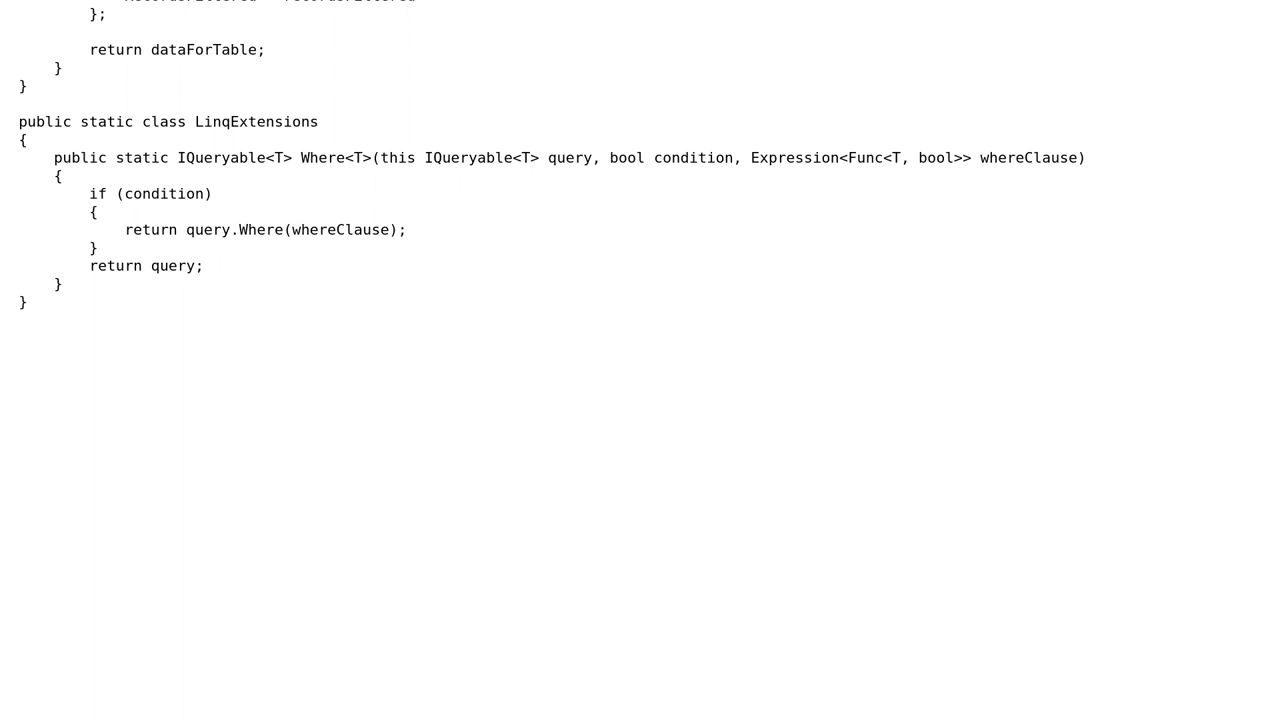 };

        return dataForTable;
    }
}

public static class LinqExtensions
{
    public static IQueryable<T> Where<T>(this IQueryable<T> query, bool condition, Expression<Func<T, bool>> whereClause)
    {
        if (condition)
        {
            return query.Where(whereClause);
        }
        return query;
    }
}